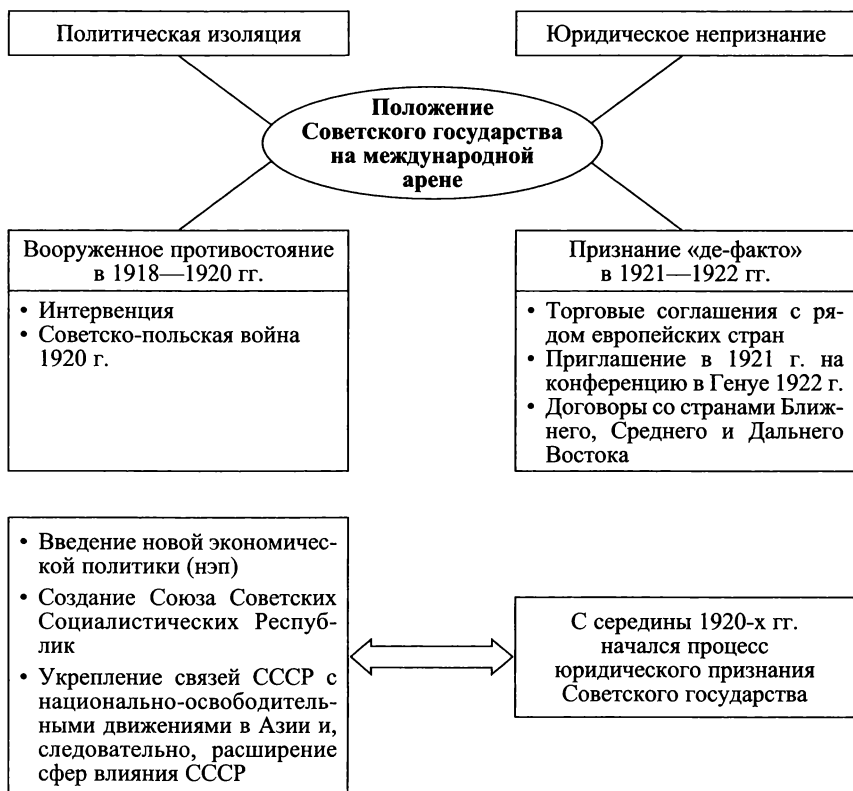 Политическая изоляция
Юридическое непризнание
Положение
Советского государства
на международной
арене
Вооруженное противостояние
в 1918—1920 гг.
• Интервенция
• Советско-польская война
1920 г.
Признание «де-факто»
в 1921—1922 гг.
• Торговые соглашения с ря-
дом европейских стран
• Приглашение в 1921 г. на
конференцию в Генуе 1922 г.
• Договоры со странами Ближ-
него, Среднего и Дальнего
Востока
• Введение новой экономичес-
кой политики (нэп)
• Создание Союза Советских
Социалистических Респуб-
лик
• Укрепление связей СССР с
национально-освободитель-
ными движениями в Азии и,
следовательно, расширение
сфер влияния СССР
С середины 1920-х гг.
начался процесс
юридического признания
Советского государства